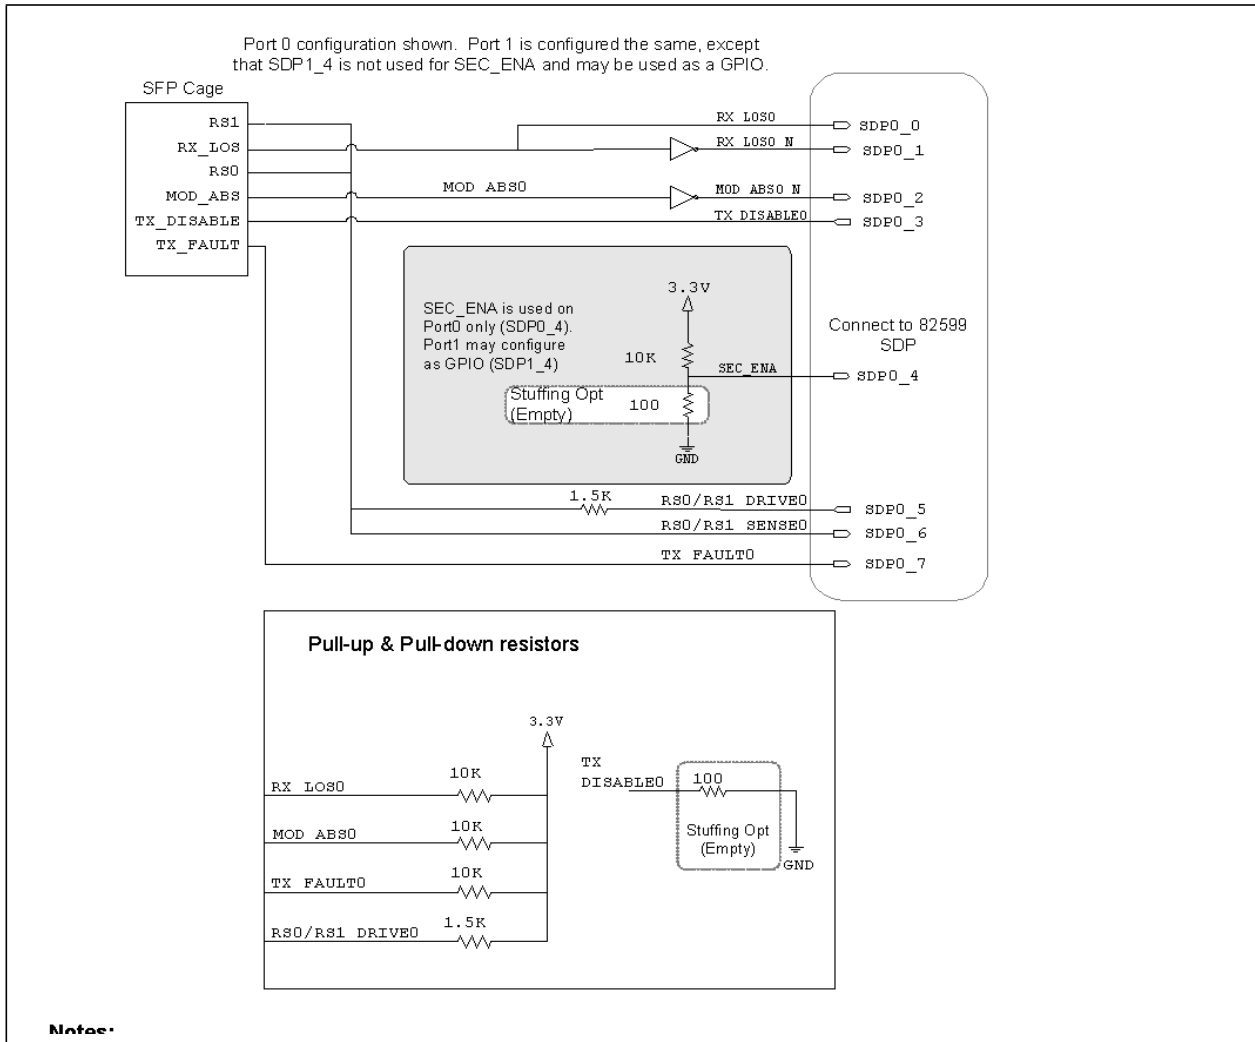 Port 0 configuration shown.  Port 1 is configured the same, except
that SDP1_4 is not used for SEC_ENA and may be used as a GPIO.
SFP Cage
RS1
RX_LOS
RS0
MOD_ABS
TX_DISABLE
TX_FAULT
RX LOS0
RX LOS0 N
MOD ABS0
MOD ABS0 N
TX DISABLE0
SDP0_0
SDP0_1
SDP0_2
SDP0_3
SEC_ENA is used on
Port0 only (SDP0_4).
Port1 may configure
as GPIO (SDP1_4)
3.3V
10K
SEC_ENA
Stuffing Opt
(Empty)
100
GND
Connect to 82599
SDP
SDP0_4
1.5K
RS0/RS1 DRIVE0
RS0/RS1 SENSE0
TX FAULT0
SDP0_5
SDP0_6
SDP0_7
Pull-up & Pull-down resistors
3.3V
RX LOS0
10K
MOD ABS0
10K
TX FAULT0
10K
RS0/RS1 DRIVE0
1.5K
TX
DISABLE0
100
Stuffing Opt
(Empty)
GND
Notes: